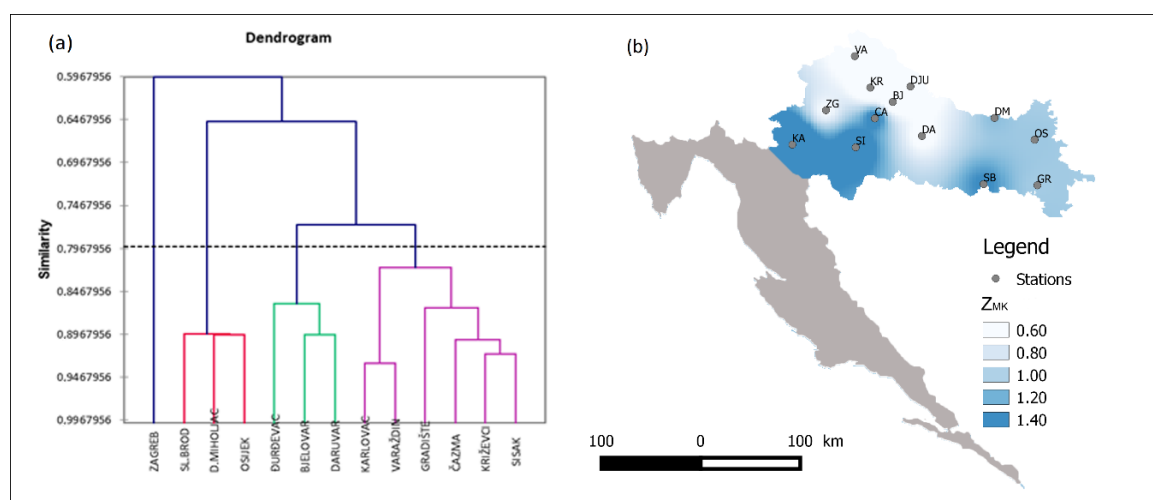 (a)
Dendrogram
Similarity
0.5967956
0.6467956
0.6967956
0.7467956
0.7967956
0.8467956
0.8967956
0.9467956
0.9967956
ZAGREB
SL.BROD
D.MIHOLJAC
OSIJEK
ĐURĐEVAC
BJELOVAR
DARUVAR
KARLOVAC
VARAŽDIN
GRADIŠTE
ČAZMA
KRIŽEVCI
SISAK
(b)
VA
KR
DJU
BJ
ZG
CA
DM
DA
OS
KA
SI
SB
GR
Legend
Stations
ZMK
0.60
0.80
1.00
1.20
1.40
100 0 100 km